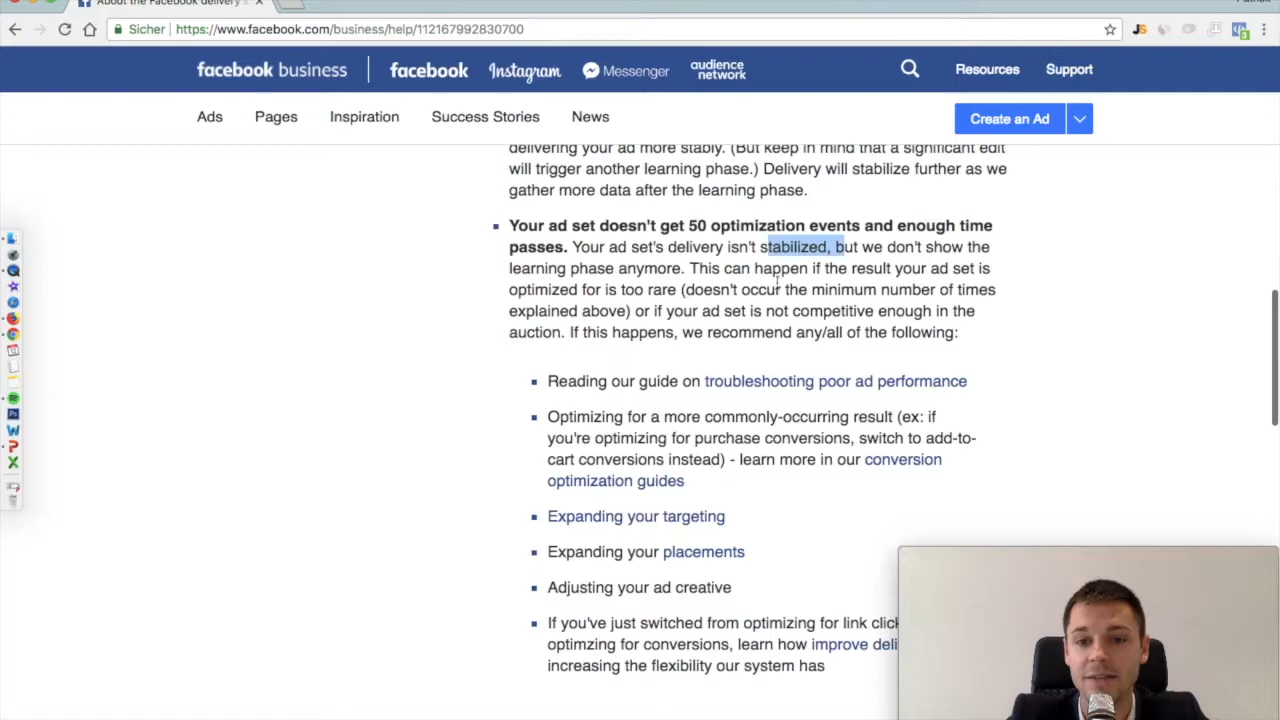 About the Facebook delivery s
Sicher
https://www.facebook.com/business/help/112167992830700
facebook business
facebook
Instagram
Messenger
audience network
Resources
Support
Ads
Pages
Inspiration
Success Stories
News
Create an Ad
delivering your ad more stably. (But keep in mind that a significant edit
will trigger another learning phase.) Delivery will stabilize further as we
gather more data after the learning phase.
Your ad set doesn't get 50 optimization events and enough time
passes. Your ad set's delivery isn't stabilized, but we don't show the
learning phase anymore. This can happen if the result your ad set is
optimized for is too rare (doesn't occur the minimum number of times
explained above) or if your ad set is not competitive enough in the
auction. If this happens, we recommend any/all of the following:
Reading our guide on troubleshooting poor ad performance
Optimizing for a more commonly-occurring result (ex: if
you're optimizing for purchase conversions, switch to add-to-
cart conversions instead) - learn more in our conversion
optimization guides
Expanding your targeting
Expanding your placements
Adjusting your ad creative
If you've just switched from optimizing for link clic
optimzing for conversions, learn how improve deli
increasing the flexibility our system has